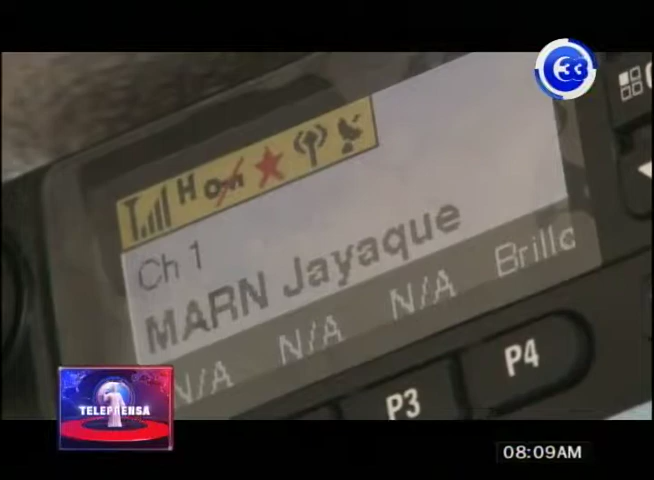 33
H
Ch 1
MARN Jayaque
N/A N/A N/A Brillo
P3 P4
TELEPRENSA
08:09AM